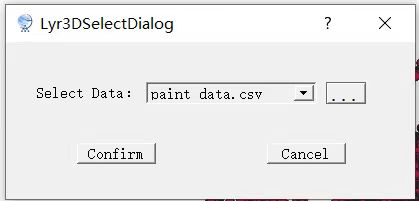 Lyr3DSelectDialog ?
Select Data: paint data.csv ...
Confirm Cancel